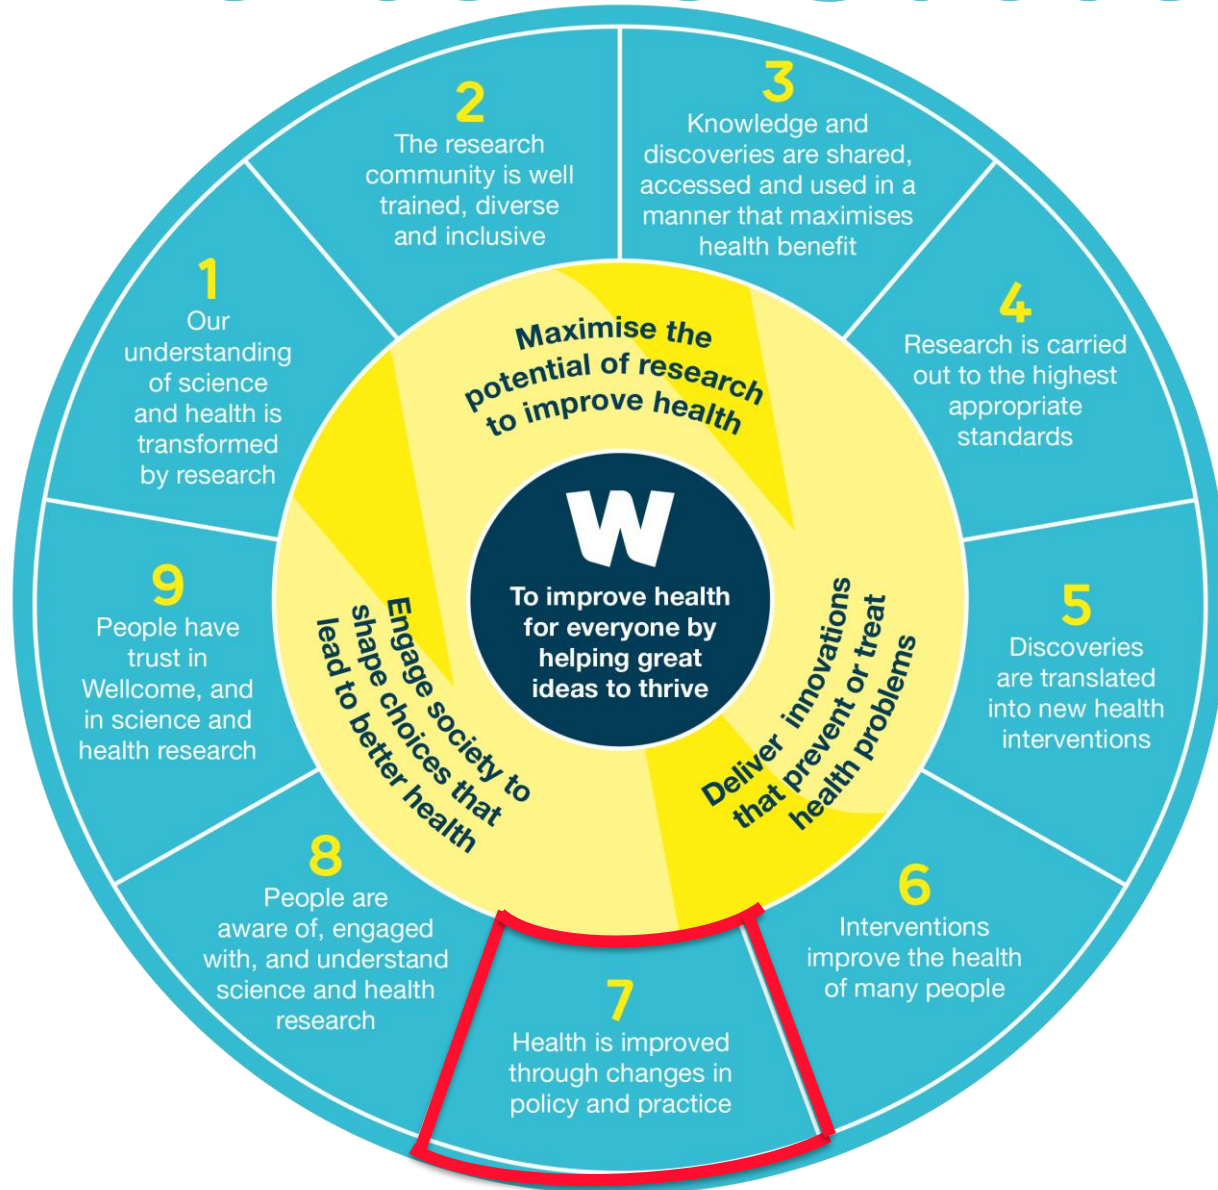 W
To improve health
for everyone by
helping great
ideas to thrive
Maximise the
potential of research
to improve health
Deliver innovations
that prevent or treat
health problems
Engage society to
shape choices that
lead to better health
1
Our
understanding
of science
and health is
transformed
by research
2
The research
community is well
trained, diverse
and inclusive
3
Knowledge and
discoveries are shared,
accessed and used in a
manner that maximises
health benefit
4
Research is carried
out to the highest
appropriate
standards
5
Discoveries
are translated
into new health
interventions
6
Interventions
improve the health
of many people
7
Health is improved
through changes in
policy and practice
8
People are
aware of, engaged
with, and understand
science and health
research
9
People have
trust in
Wellcome, and
in science and
health research